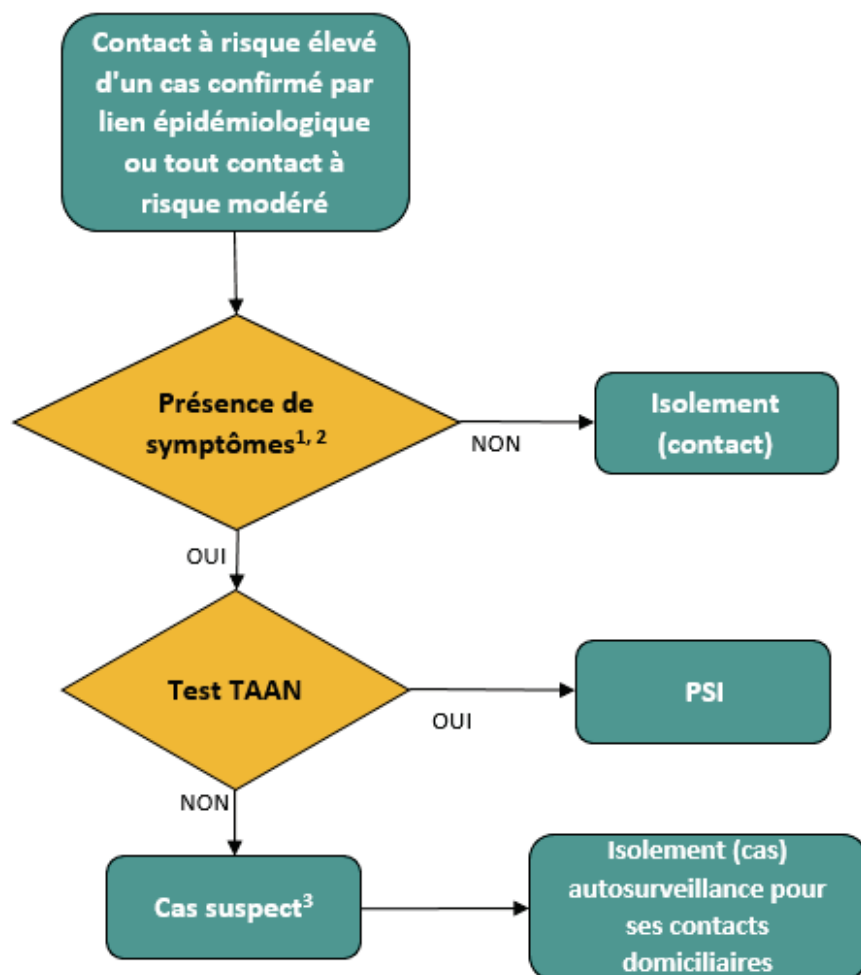 Contact à risque élevé
d'un cas confirmé par
lien épidémiologique
ou tout contact à
risque modéré
Présence de
symptômes1, 2
NON
Isolement
(contact)
OUI
Test TAAN
OUI
PSI
NON
Cas suspect3
Isolement (cas)
autosurveillance pour
ses contacts
domiciliaires